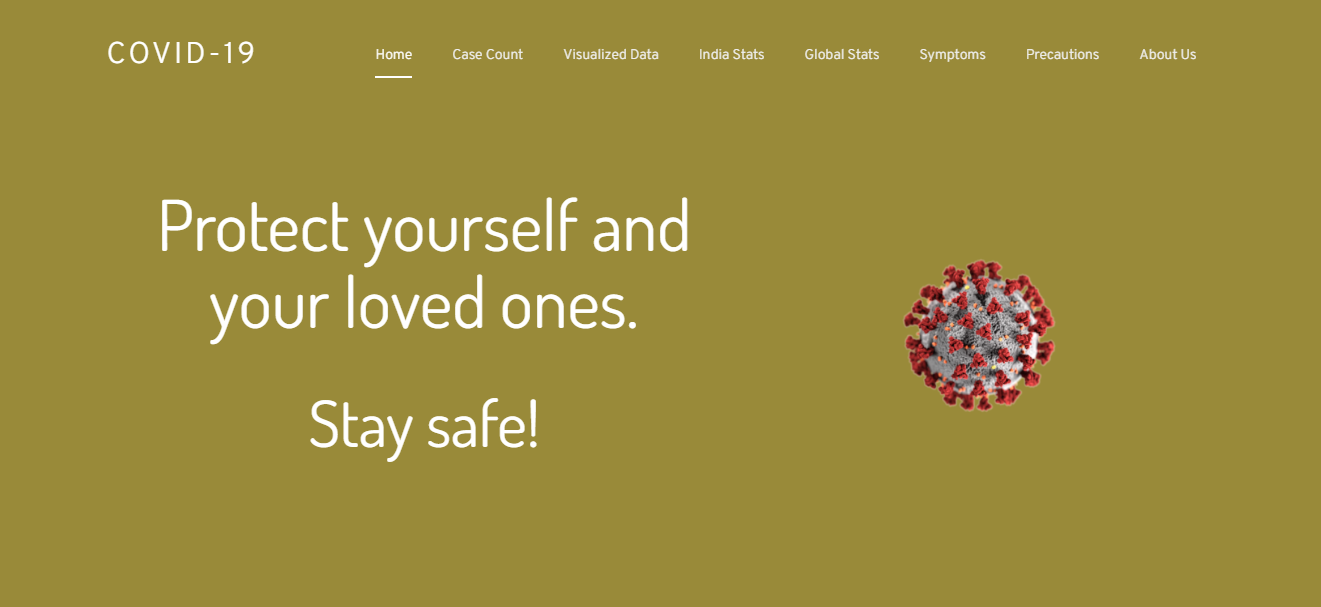 COVID-19
Home Case Count Visualized Data India Stats Global Stats Symptoms Precautions About Us
Protect yourself and
your loved ones.
Stay safe!